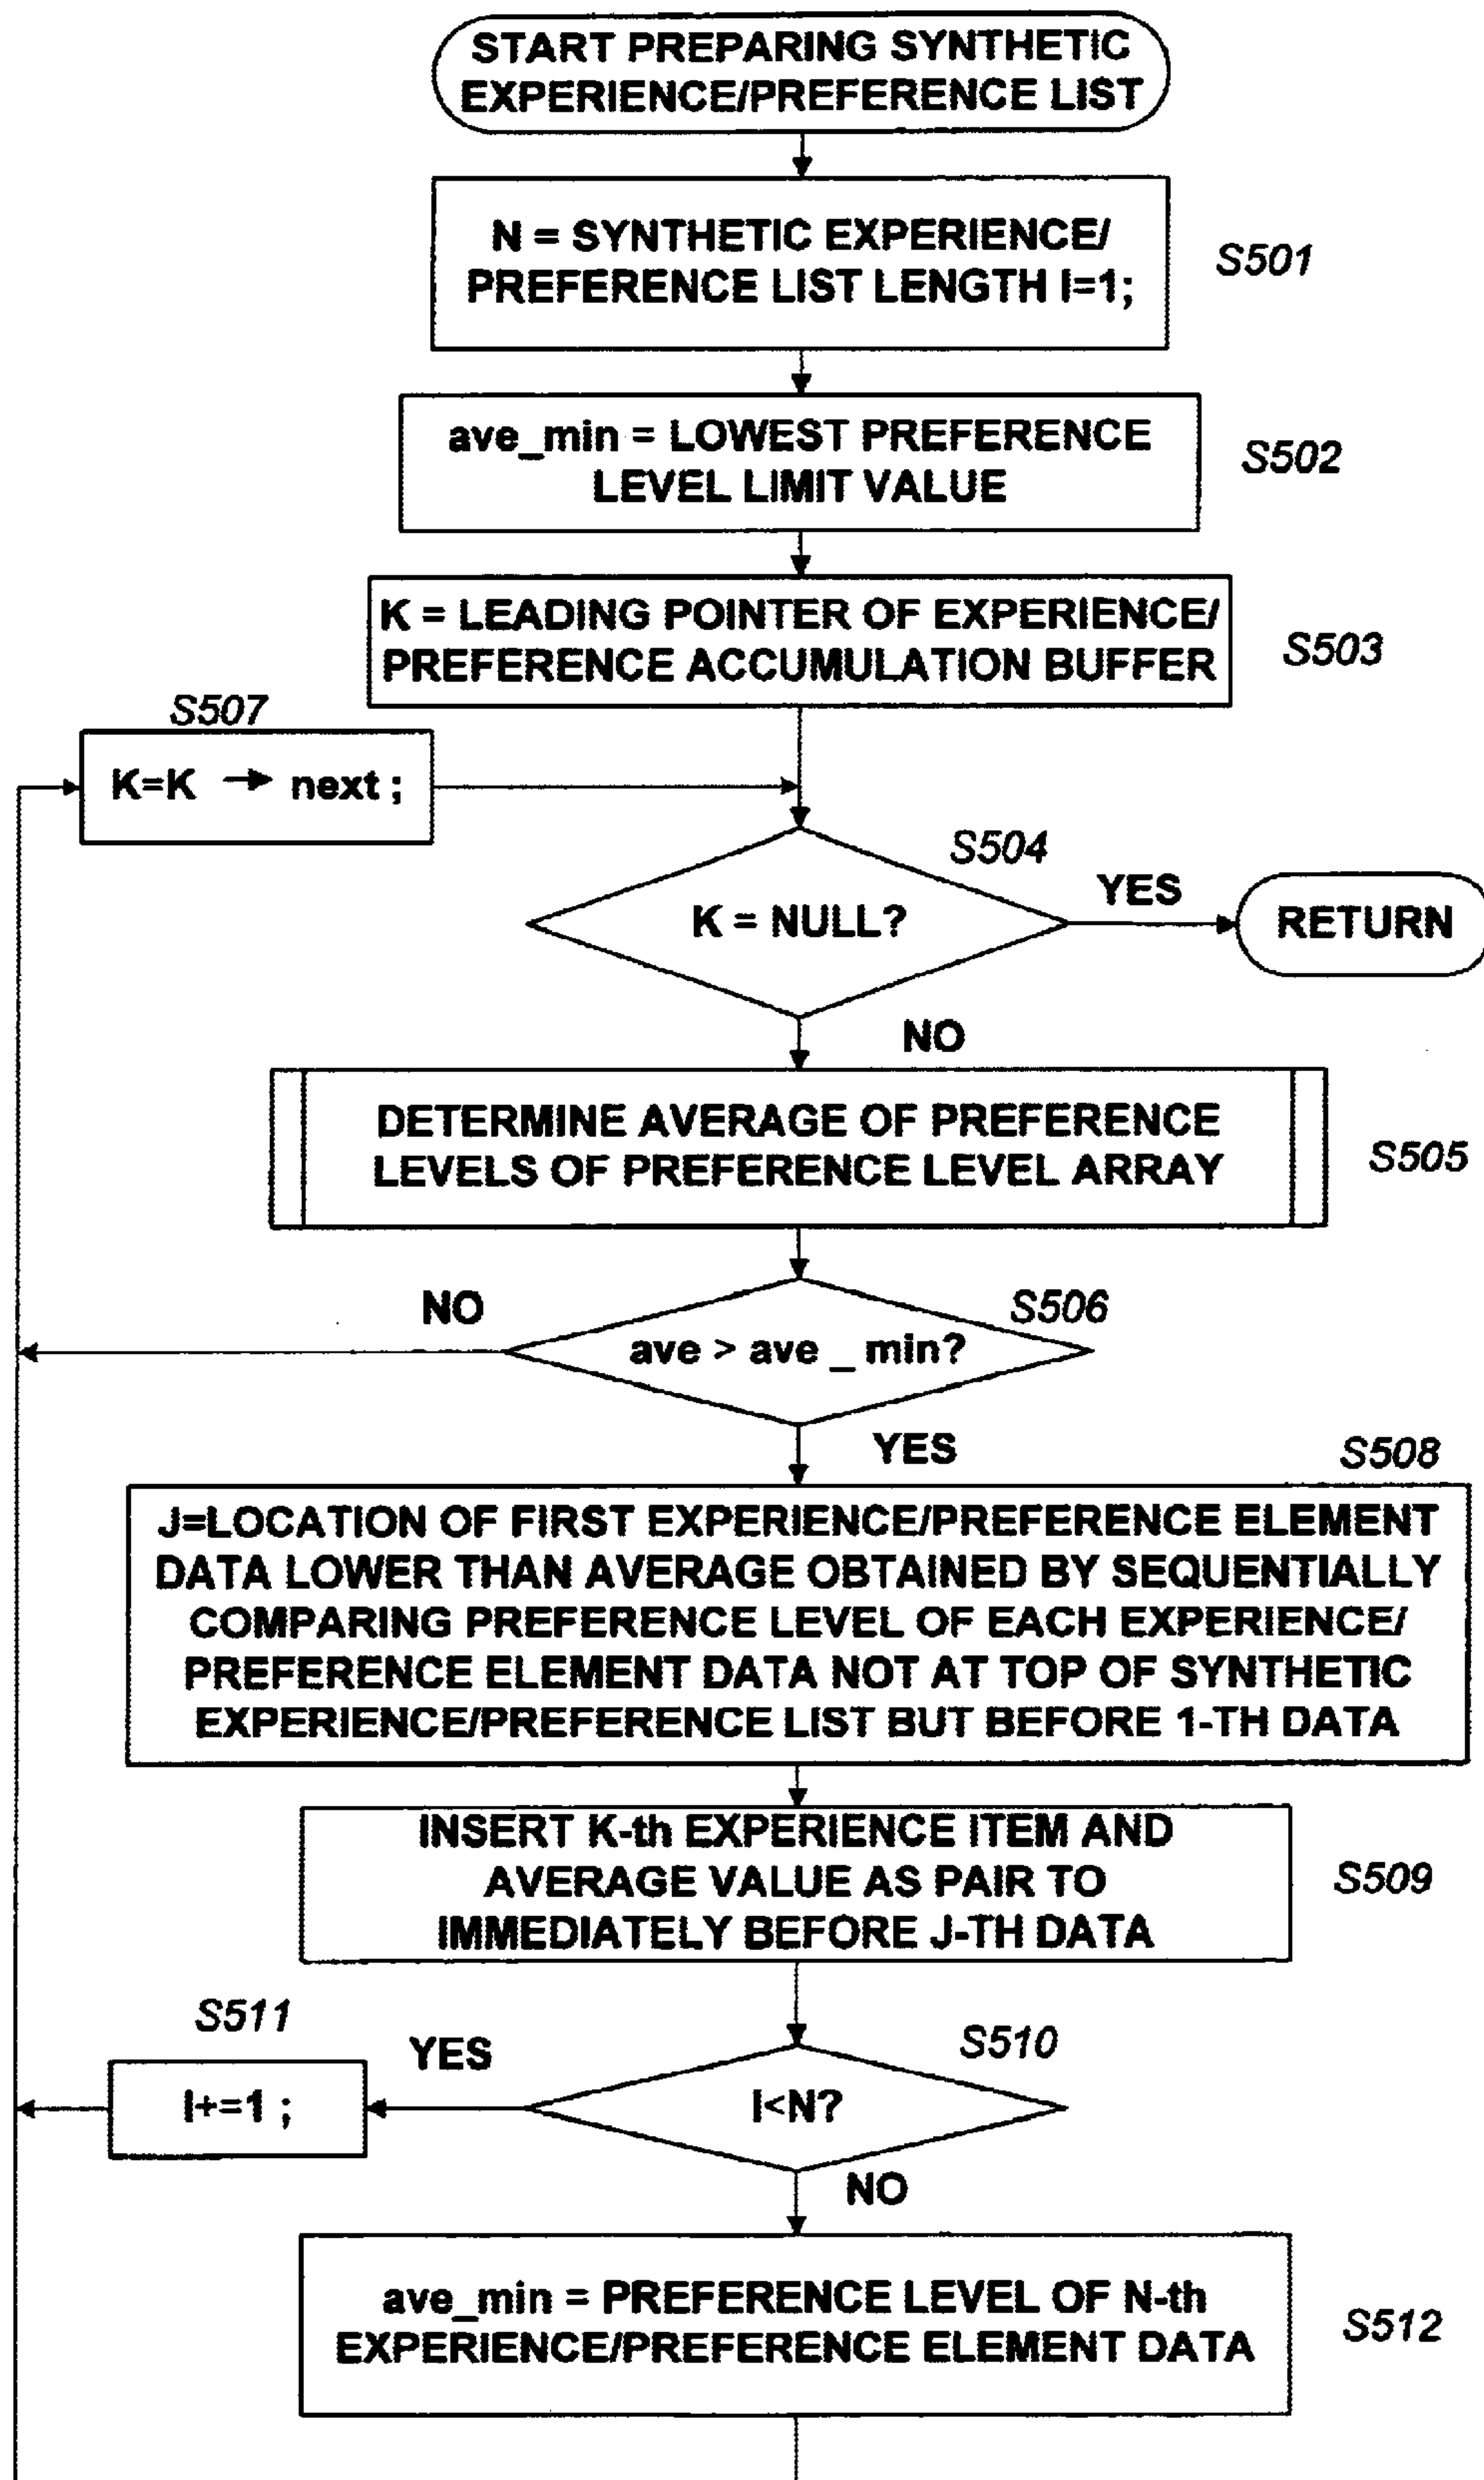 START PREPARING SYNTHETIC
EXPERIENCE/PREFERENCE LIST
N = SYNTHETIC EXPERIENCE/
PREFERENCE LIST LENGTH I=1;
S501
ave_min = LOWEST PREFERENCE
LEVEL LIMIT VALUE
S502
K = LEADING POINTER OF EXPERIENCE/
PREFERENCE ACCUMULATION BUFFER
S503
S507
K=K → next ;
S504
K = NULL?
YES
RETURN
NO
DETERMINE AVERAGE OF PREFERENCE
LEVELS OF PREFERENCE LEVEL ARRAY
S505
NO
S506
ave > ave _ min?
YES
S508
J=LOCATION OF FIRST EXPERIENCE/PREFERENCE ELEMENT
DATA LOWER THAN AVERAGE OBTAINED BY SEQUENTIALLY
COMPARING PREFERENCE LEVEL OF EACH EXPERIENCE/
PREFERENCE ELEMENT DATA NOT AT TOP OF SYNTHETIC
EXPERIENCE/PREFERENCE LIST BUT BEFORE 1-TH DATA
INSERT K-th EXPERIENCE ITEM AND
AVERAGE VALUE AS PAIR TO
IMMEDIATELY BEFORE J-TH DATA
S509
S511
YES
S510
I+=1 ;
I<N?
NO
ave_min = PREFERENCE LEVEL OF N-th
EXPERIENCE/PREFERENCE ELEMENT DATA
S512